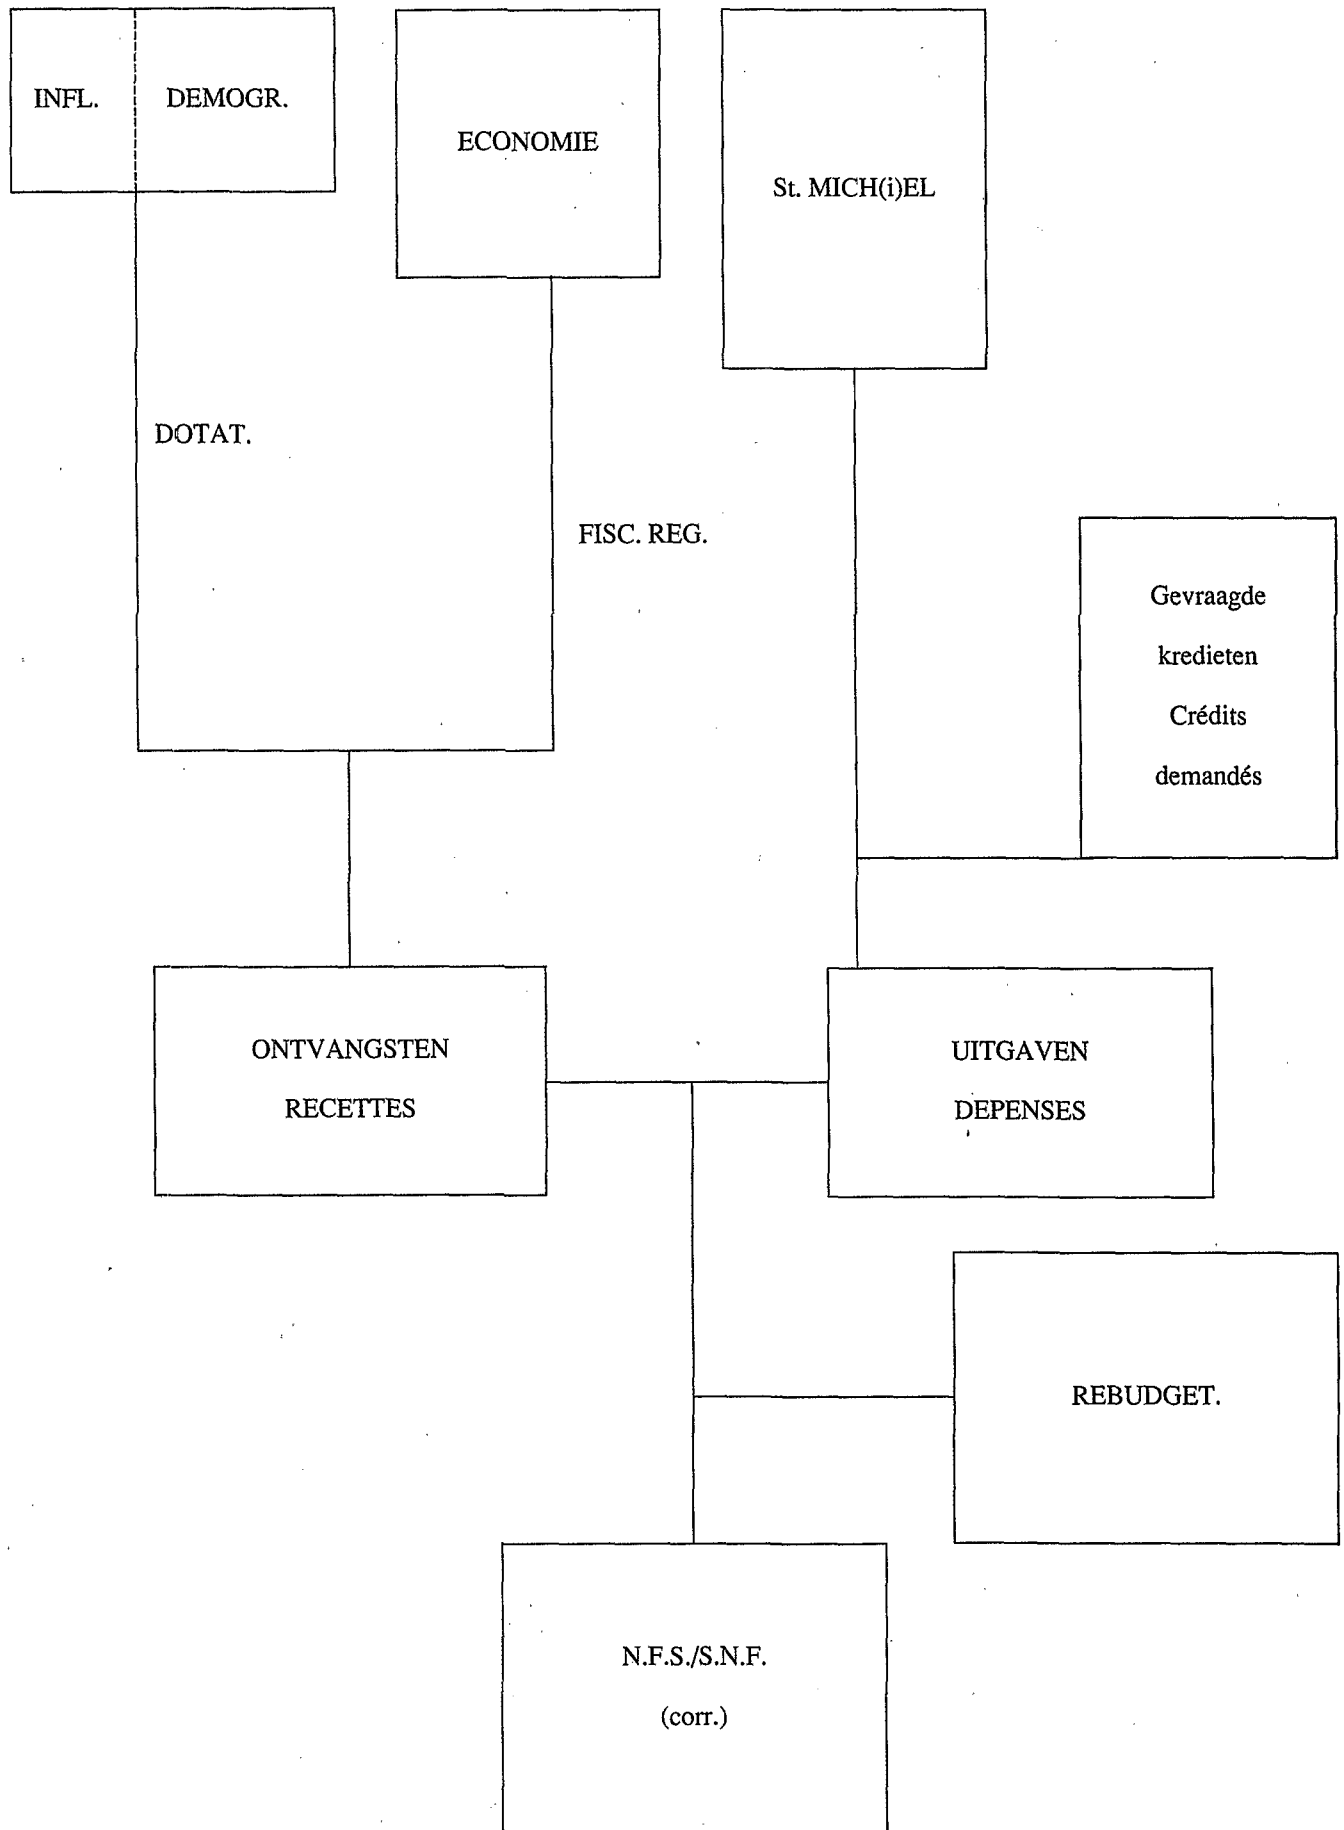 INFL. DEMOGR.
ECONOMIE
St. MICH(i)EL
DOTAT.
FISC. REG.
Gevraagde
kredieten
Crédits
demandés
ONTVANGSTEN
RECETTES
UITGAVEN
DEPENSES
REBUDGET.
N.F.S./S.N.F.
(corr.)